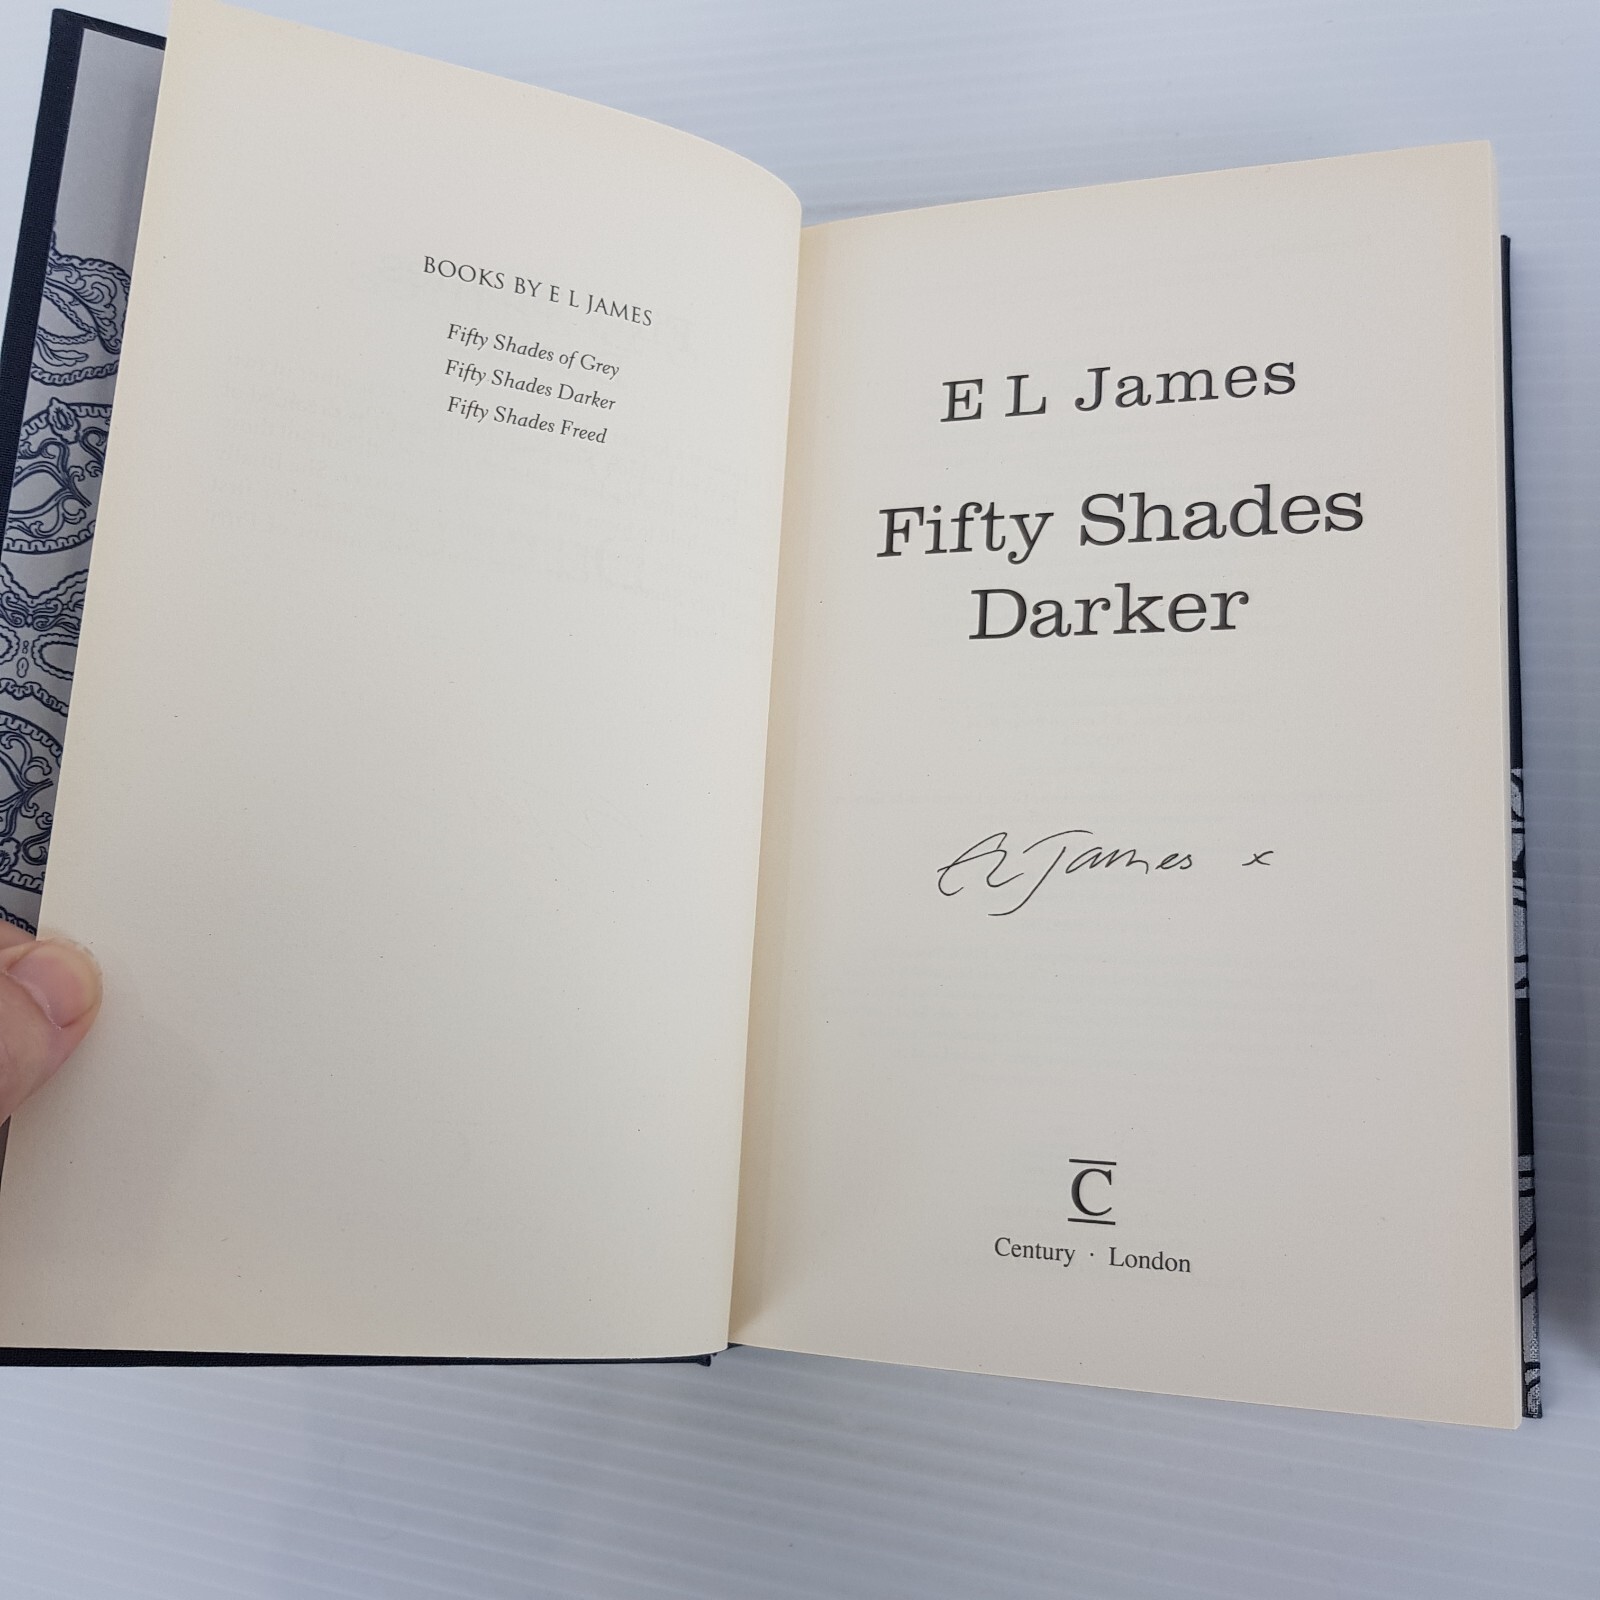 BOOKS BY E L JAMES
Fifty Shades of Grey
Fifty Shades Darker
Fifty Shades Freed
E L James
Fifty Shades
Darker
EL James x
C
Century · London